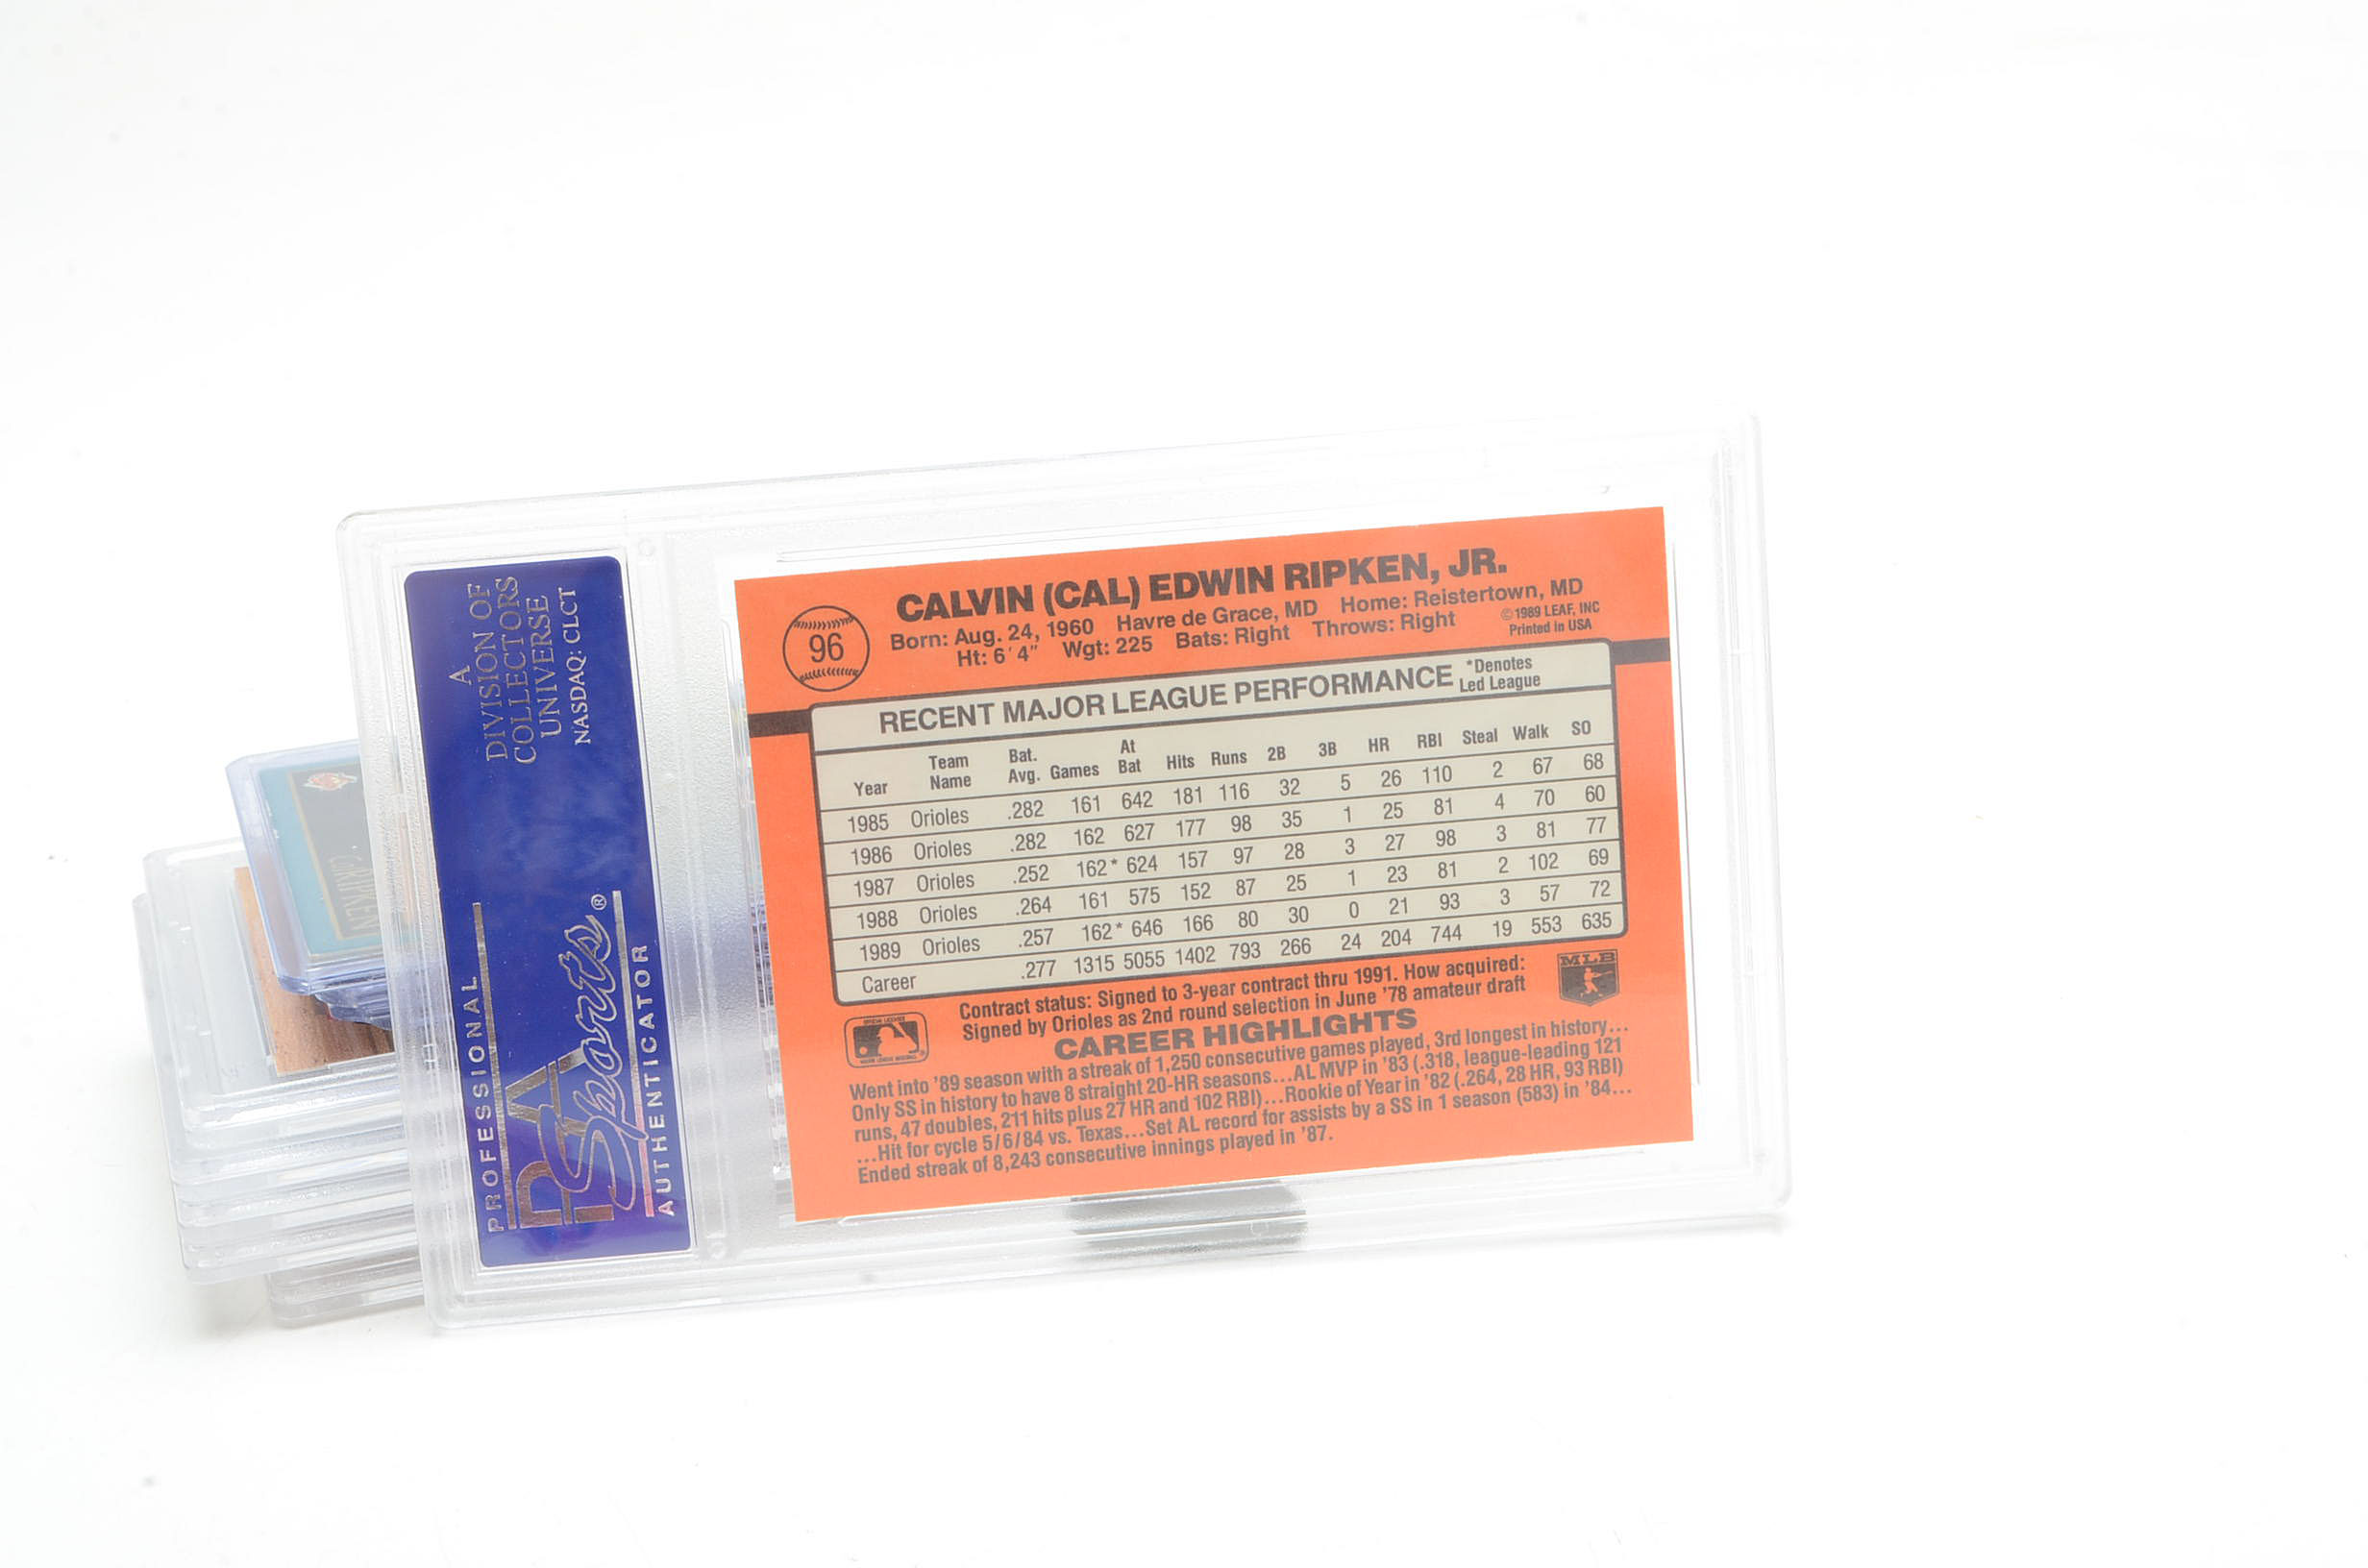 A
DIVISION OF
COLLECTORS
UNIVERSE
NASDAQ: CLCT
PROFESSIONAL
PSA
Sports®
AUTHENTICATOR
96
CALVIN (CAL) EDWIN RIPKEN, JR.
Born: Aug. 24, 1960 Havre de Grace, MD Home: Reistertown, MD
Ht: 6' 4" Wgt: 225 Bats: Right Throws: Right
©1989 LEAF, INC
Printed in USA
RECENT MAJOR LEAGUE PERFORMANCE *Denotes Led League
Year Team Name Bat. Avg. Games At Bat Hits Runs 2B 3B HR RBI Steal Walk SO
1985 Orioles .282 161 642 181 116 32 5 26 110 2 67 68
1986 Orioles .282 162 627 177 98 35 1 25 81 4 70 60
1987 Orioles .252 162* 624 157 97 28 3 27 98 3 81 77
1988 Orioles .264 161 575 152 87 25 1 23 81 2 102 69
1989 Orioles .257 162* 646 166 80 30 0 21 93 3 57 72
Career .277 1315 5055 1402 793 266 24 204 744 19 553 635
Contract status: Signed to 3-year contract thru 1991. How acquired:
Signed by Orioles as 2nd round selection in June '78 amateur draft
MLB
CAREER HIGHLIGHTS
Went into '89 season with a streak of 1,250 consecutive games played, 3rd longest in history...
Only SS in history to have 8 straight 20-HR seasons...AL MVP in '83 (.318, league-leading 121
runs, 47 doubles, 211 hits plus 27 HR and 102 RBI)...Rookie of Year in '82 (.264, 28 HR, 93 RBI)
...Hit for cycle 5/6/84 vs. Texas...Set AL record for assists by a SS in 1 season (583) in '84...
Ended streak of 8,243 consecutive innings played in '87.